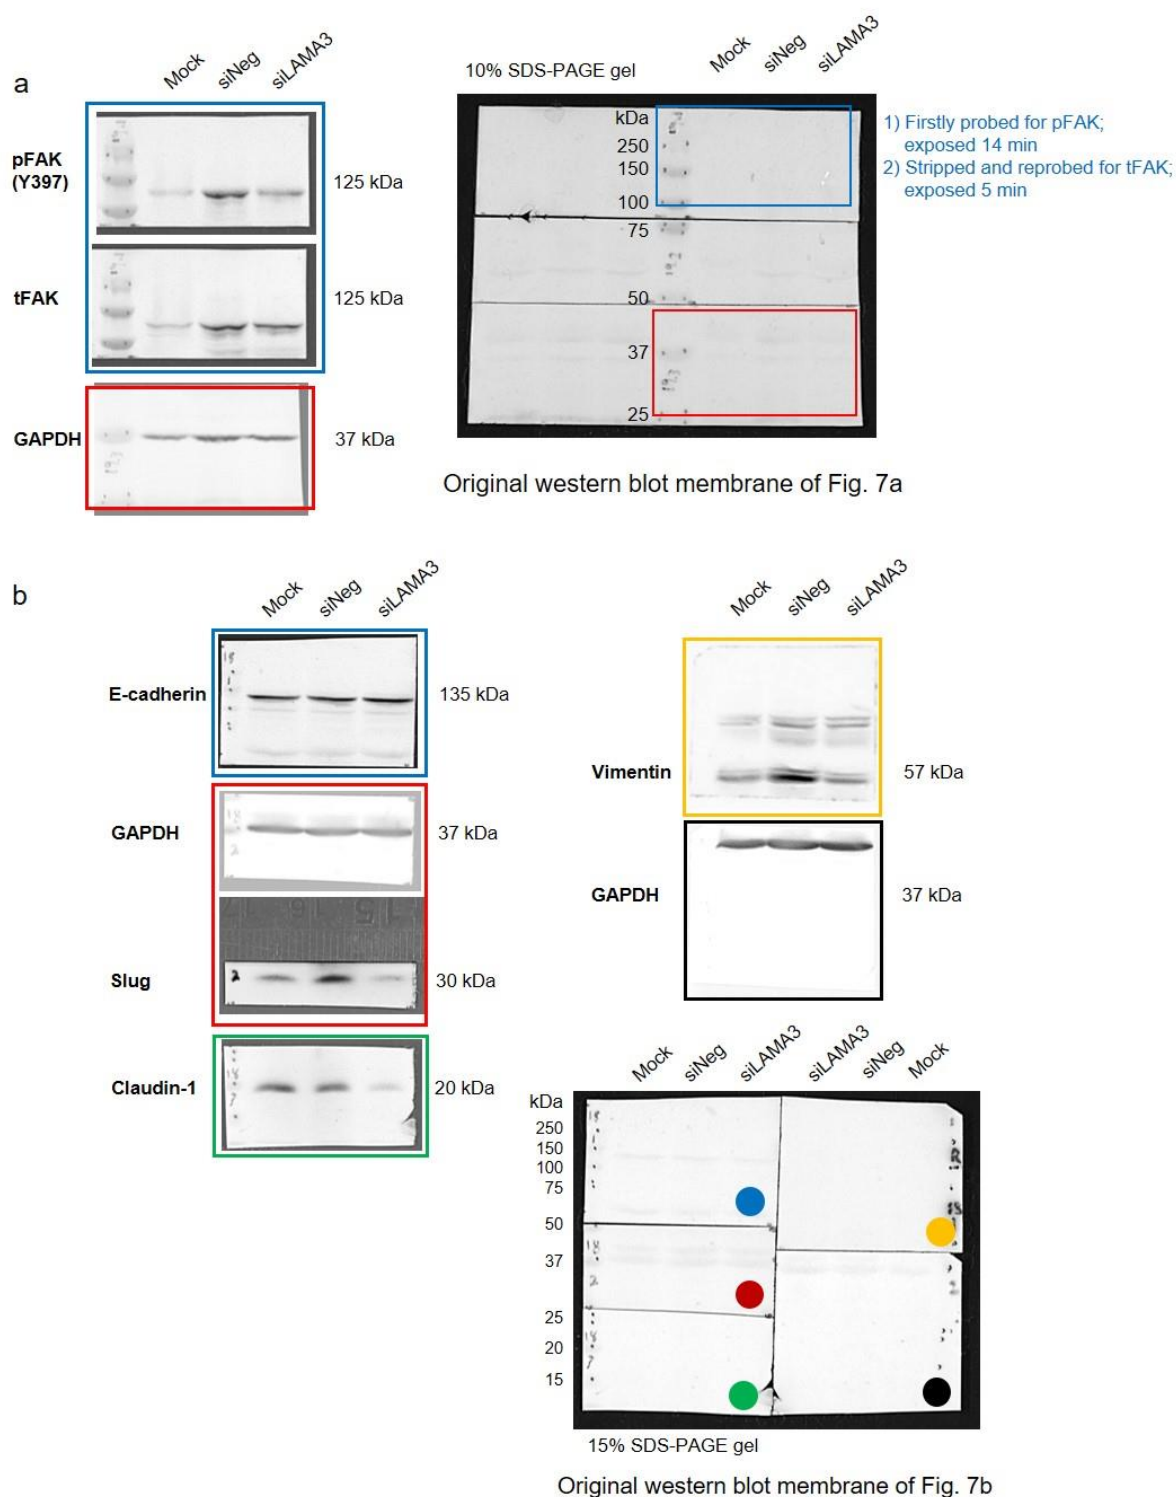 a
Mock
siNeg
siLAMA3
pFAK
(Y397)
125 kDa
tFAK
125 kDa
GAPDH
37 kDa
10% SDS-PAGE gel
Mock
siNeg
siLAMA3
kDa
250
150
100
75
50
37
25
1) Firstly probed for pFAK;
exposed 14 min
2) Stripped and reprobed for tFAK;
exposed 5 min
Original western blot membrane of Fig. 7a
b
Mock
siNeg
siLAMA3
E-cadherin
135 kDa
GAPDH
37 kDa
Slug
30 kDa
Claudin-1
20 kDa
Mock
siNeg
siLAMA3
Vimentin
57 kDa
GAPDH
37 kDa
Mock
siNeg
siLAMA3
siLAMA3
siNeg
Mock
kDa
250
150
100
75
50
37
25
20
15
15% SDS-PAGE gel
Original western blot membrane of Fig. 7b